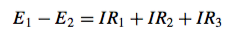 E₁ − E₂ = IR₁ + IR₂ + IR₃